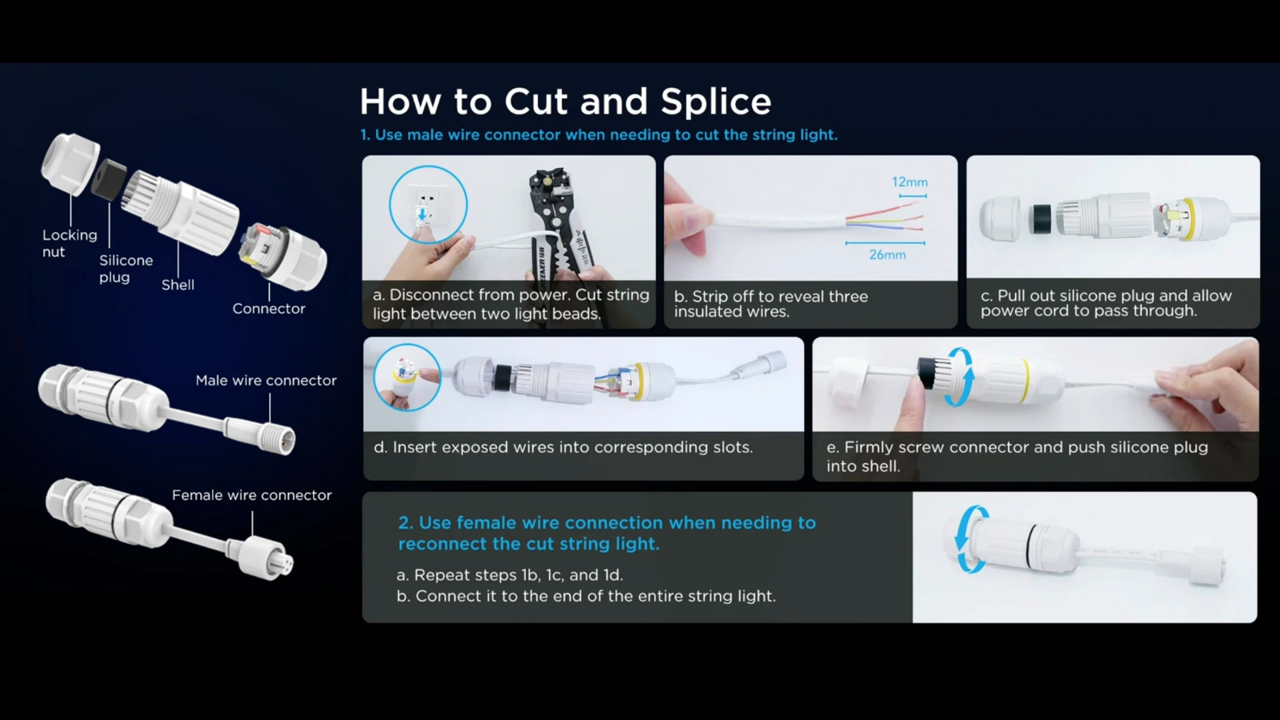 How to Cut and Splice
1. Use male wire connector when needing to cut the string light.
Locking
nut
Silicone
plug
Shell
Connector
Male wire connector
Female wire connector
a. Disconnect from power. Cut string
light between two light beads.
12mm
26mm
b. Strip off to reveal three
insulated wires.
c. Pull out silicone plug and allow
power cord to pass through.
d. Insert exposed wires into corresponding slots.
e. Firmly screw connector and push silicone plug
into shell.
2. Use female wire connection when needing to
reconnect the cut string light.
a. Repeat steps 1b, 1c, and 1d.
b. Connect it to the end of the entire string light.